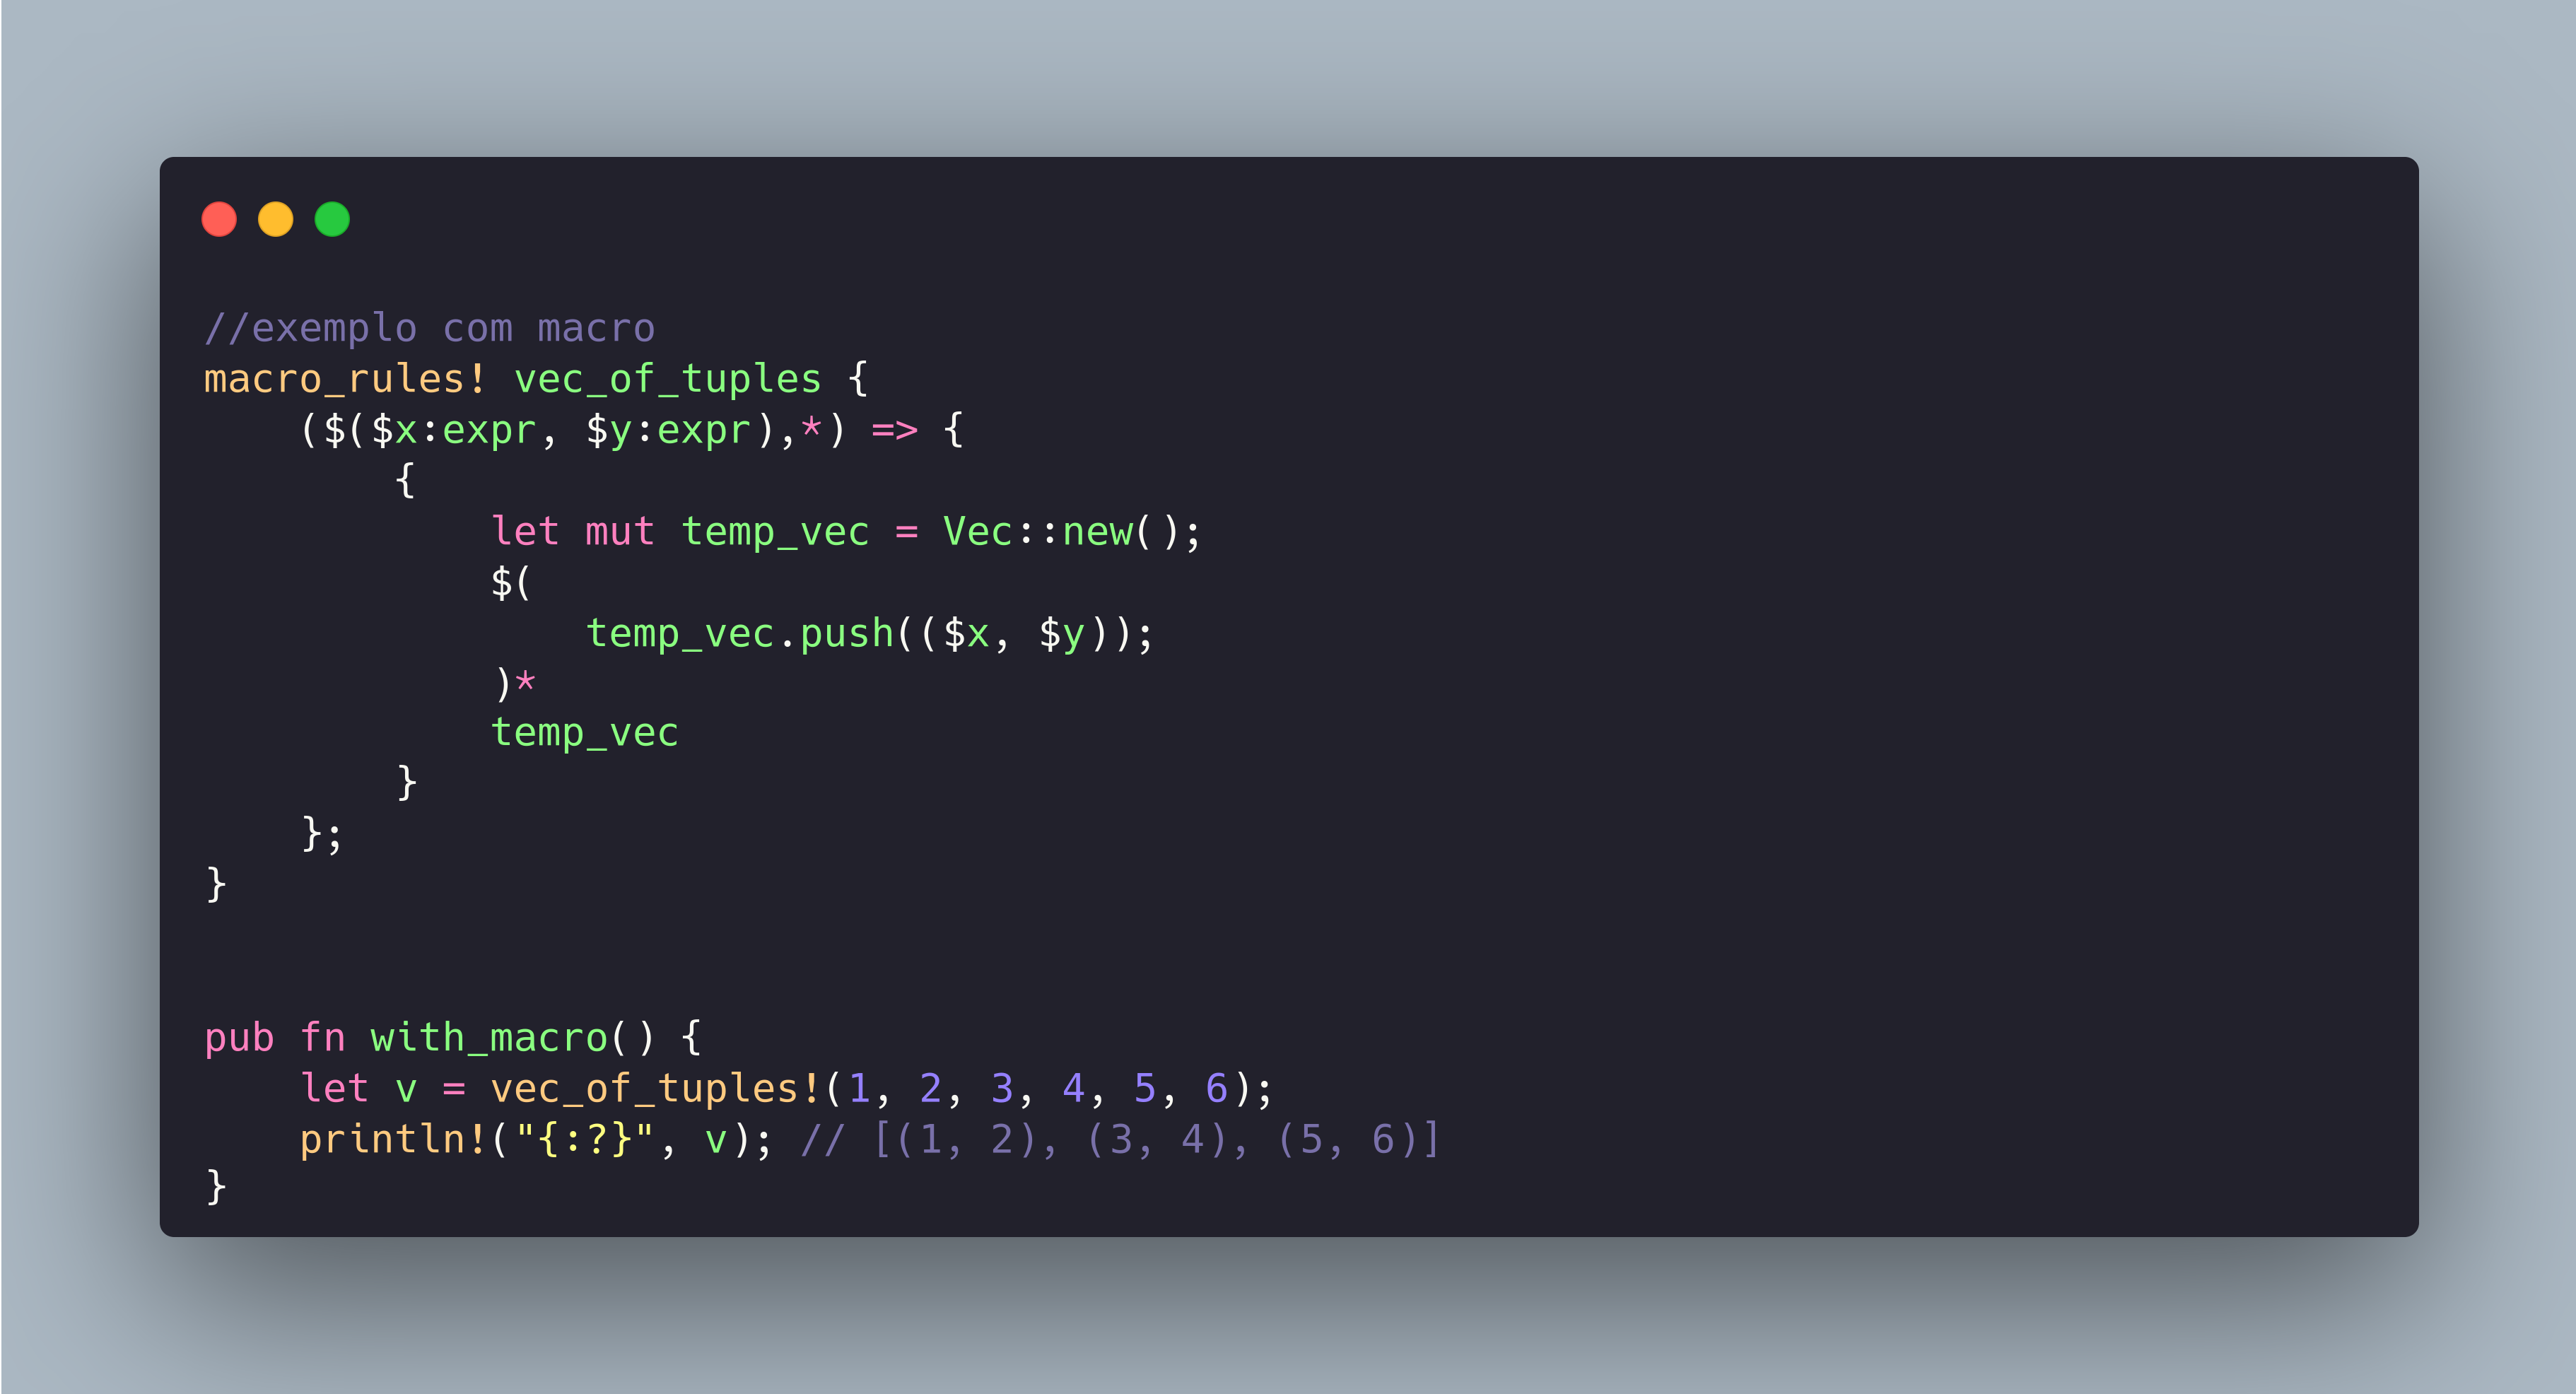 //exemplo com macro
macro_rules! vec_of_tuples {
    ($($x:expr, $y:expr),*) => {
        {
            let mut temp_vec = Vec::new();
            $(
                temp_vec.push(($x, $y));
            )*
            temp_vec
        }
    };
}
pub fn with_macro() {
    let v = vec_of_tuples!(1, 2, 3, 4, 5, 6);
    println!("{:?}", v); // [(1, 2), (3, 4), (5, 6)]
}